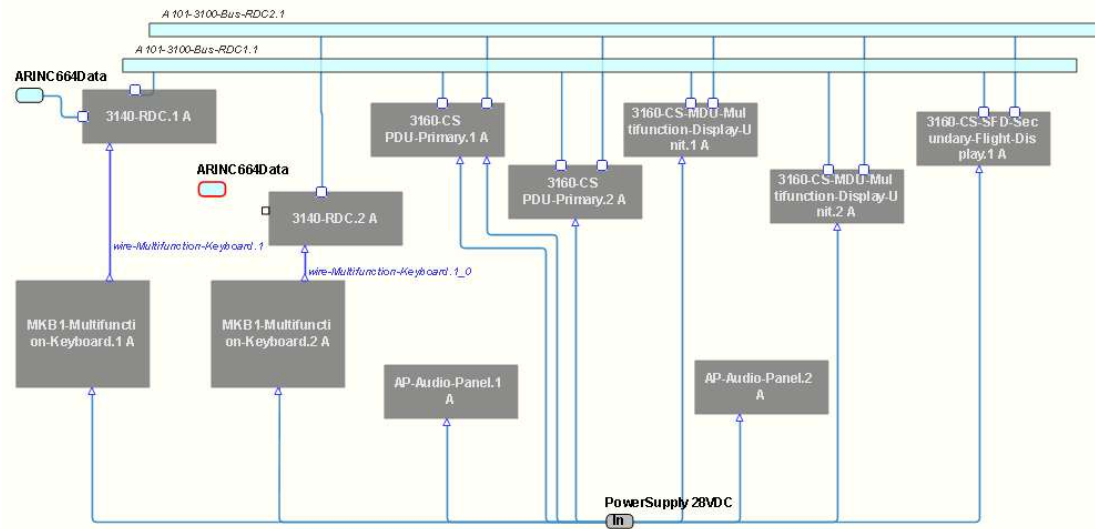 A101-3100-Bus-RDC2.1
A101-3100-Bus-RDC1.1
ARINC664Data
3140-RDC.1 A
3160-CS
PDU-Primary.1 A
3160-CS-MDU-Mul
tifunction-Display-U
nit.1 A
3160-CS-SFD-Sec
undary-Flight-Dis
play.1 A
ARINC664Data
3160-CS
PDU-Primary.2 A
3160-CS-MDU-Mul
tifunction-Display-U
nit.2 A
3140-RDC.2 A
wire-Multifunction-Keyboard.1
wire-Multifunction-Keyboard.1_0
MKB1-Multifuncti
on-Keyboard.1 A
MKB1-Multifuncti
on-Keyboard.2 A
AP-Audio-Panel.1
A
AP-Audio-Panel.2
A
PowerSupply 28VDC
In